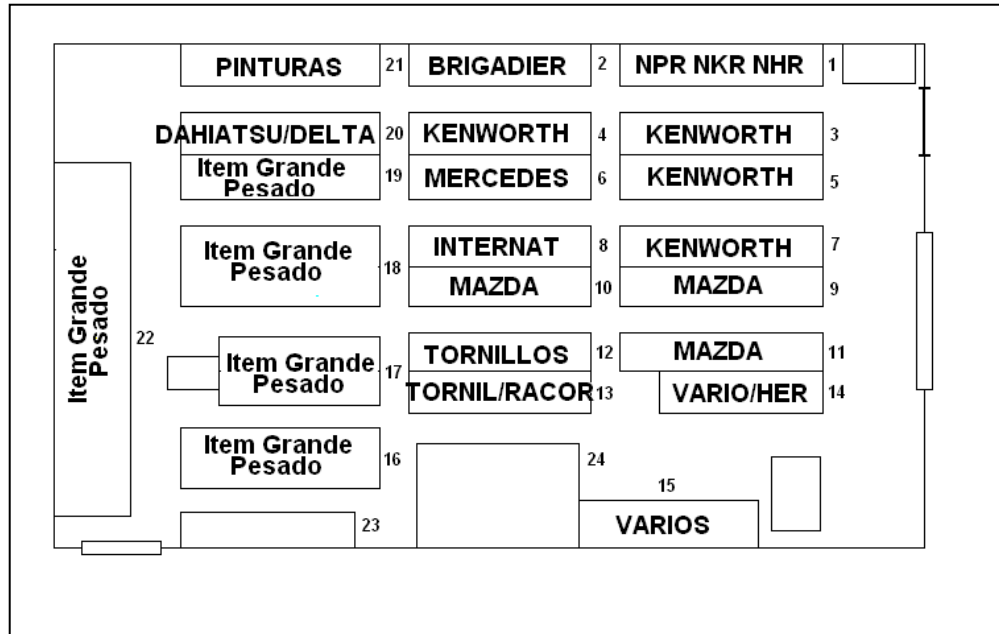 PINTURAS 21 BRIGADIER 2 NPR NKR NHR 1
DAHIATSU/DELTA 20 KENWORTH 4 KENWORTH 3
Item Grande
Pesado 19 MERCEDES 6 KENWORTH 5
Item Grande
Pesado 18 INTERNAT 8 KENWORTH 7
MAZDA 10 MAZDA 9
Item Grande
Pesado 22
Item Grande
Pesado 17 TORNILLOS 12 MAZDA 11
TORNIL/RACOR 13 VARIO/HER 14
Item Grande
Pesado 16 24
15
23 VARIOS